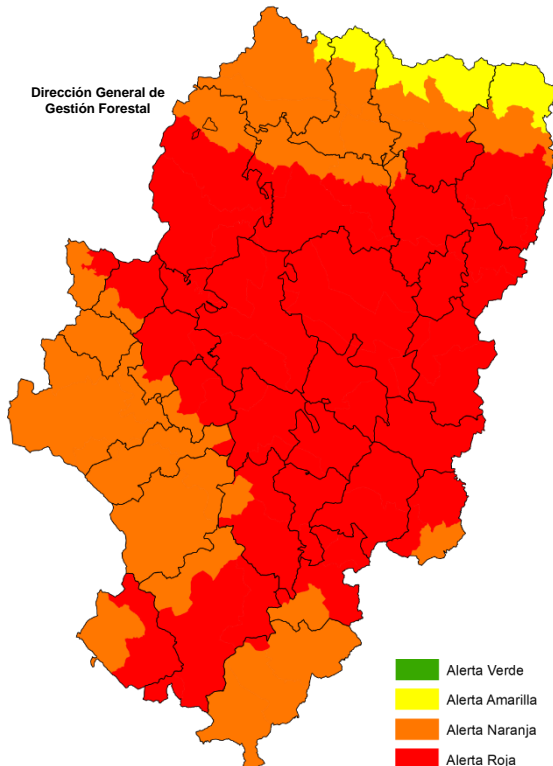 Dirección General de
Gestión Forestal
Alerta Verde
Alerta Amarilla
Alerta Naranja
Alerta Roja